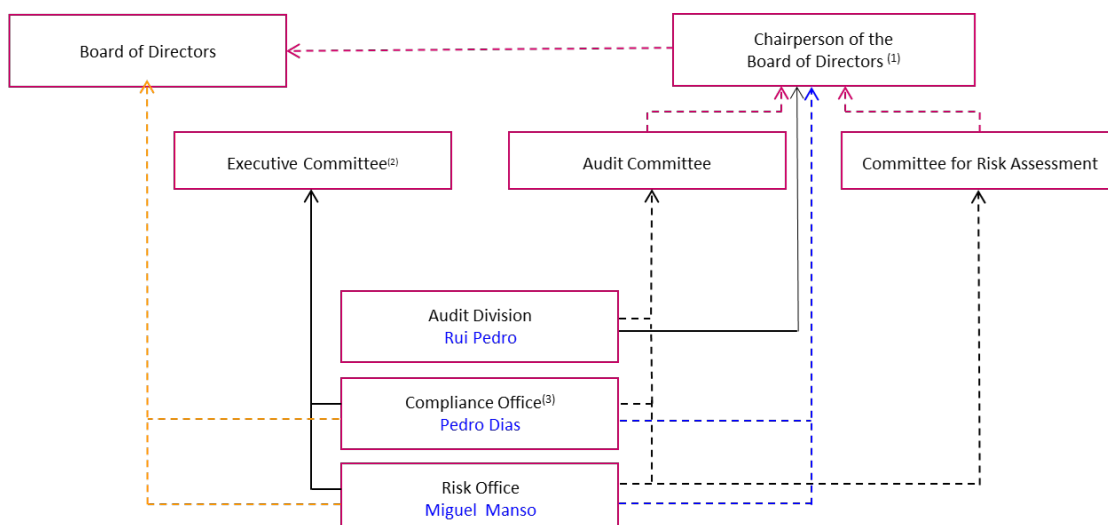 Board of Directors
Chairperson of the
Board of Directors (1)
Executive Committee(2)
Audit Committee
Committee for Risk Assessment
Audit Division
Rui Pedro
Compliance Office(3)
Pedro Dias
Risk Office
Miguel Manso